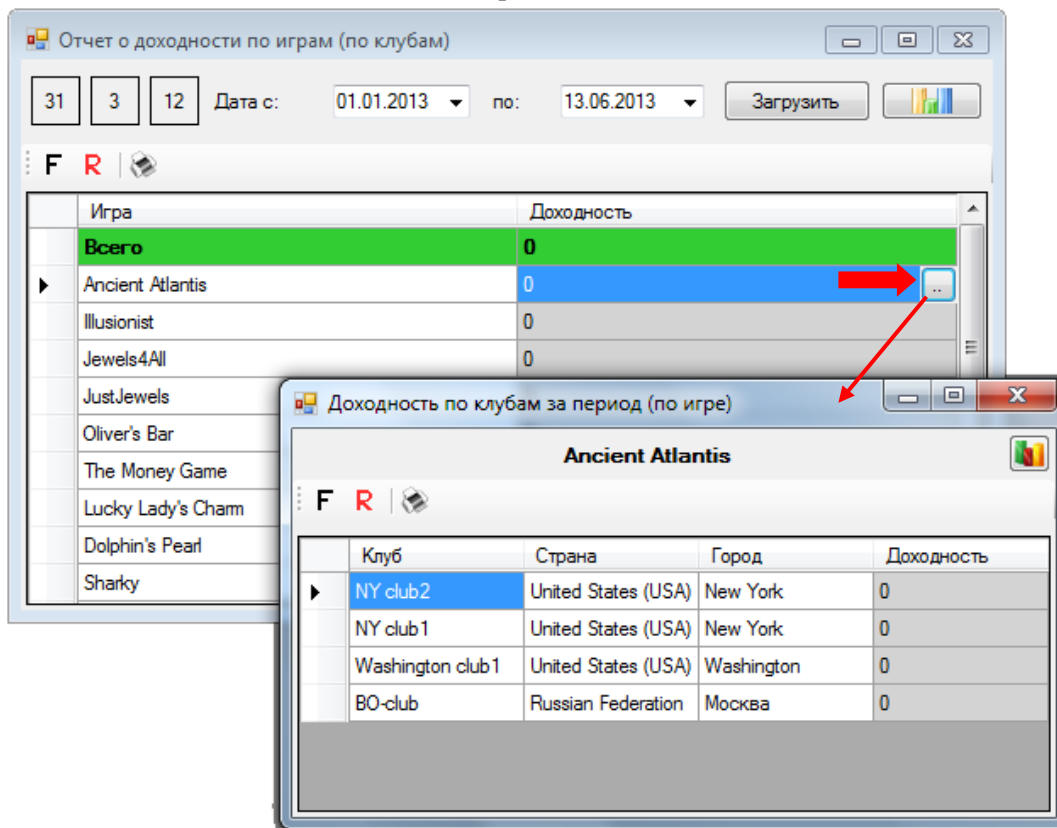 Отчет о доходности по играм (по клубам)
31 3 12 Дата с: 01.01.2013 по: 13.06.2013 Загрузить
F R
Игра Доходность
Всего 0
Ancient Atlantis 0 ..
Illusionist 0
Jewels4All 0
JustJewels
Oliver's Bar
The Money Game
Lucky Lady's Charm
Dolphin's Pearl
Sharky
Доходность по клубам за период (по игре)
Ancient Atlantis
F R
Клуб Страна Город Доходность
NY club2 United States (USA) New York 0
NY club1 United States (USA) New York 0
Washington club1 United States (USA) Washington 0
BO-club Russian Federation Москва 0